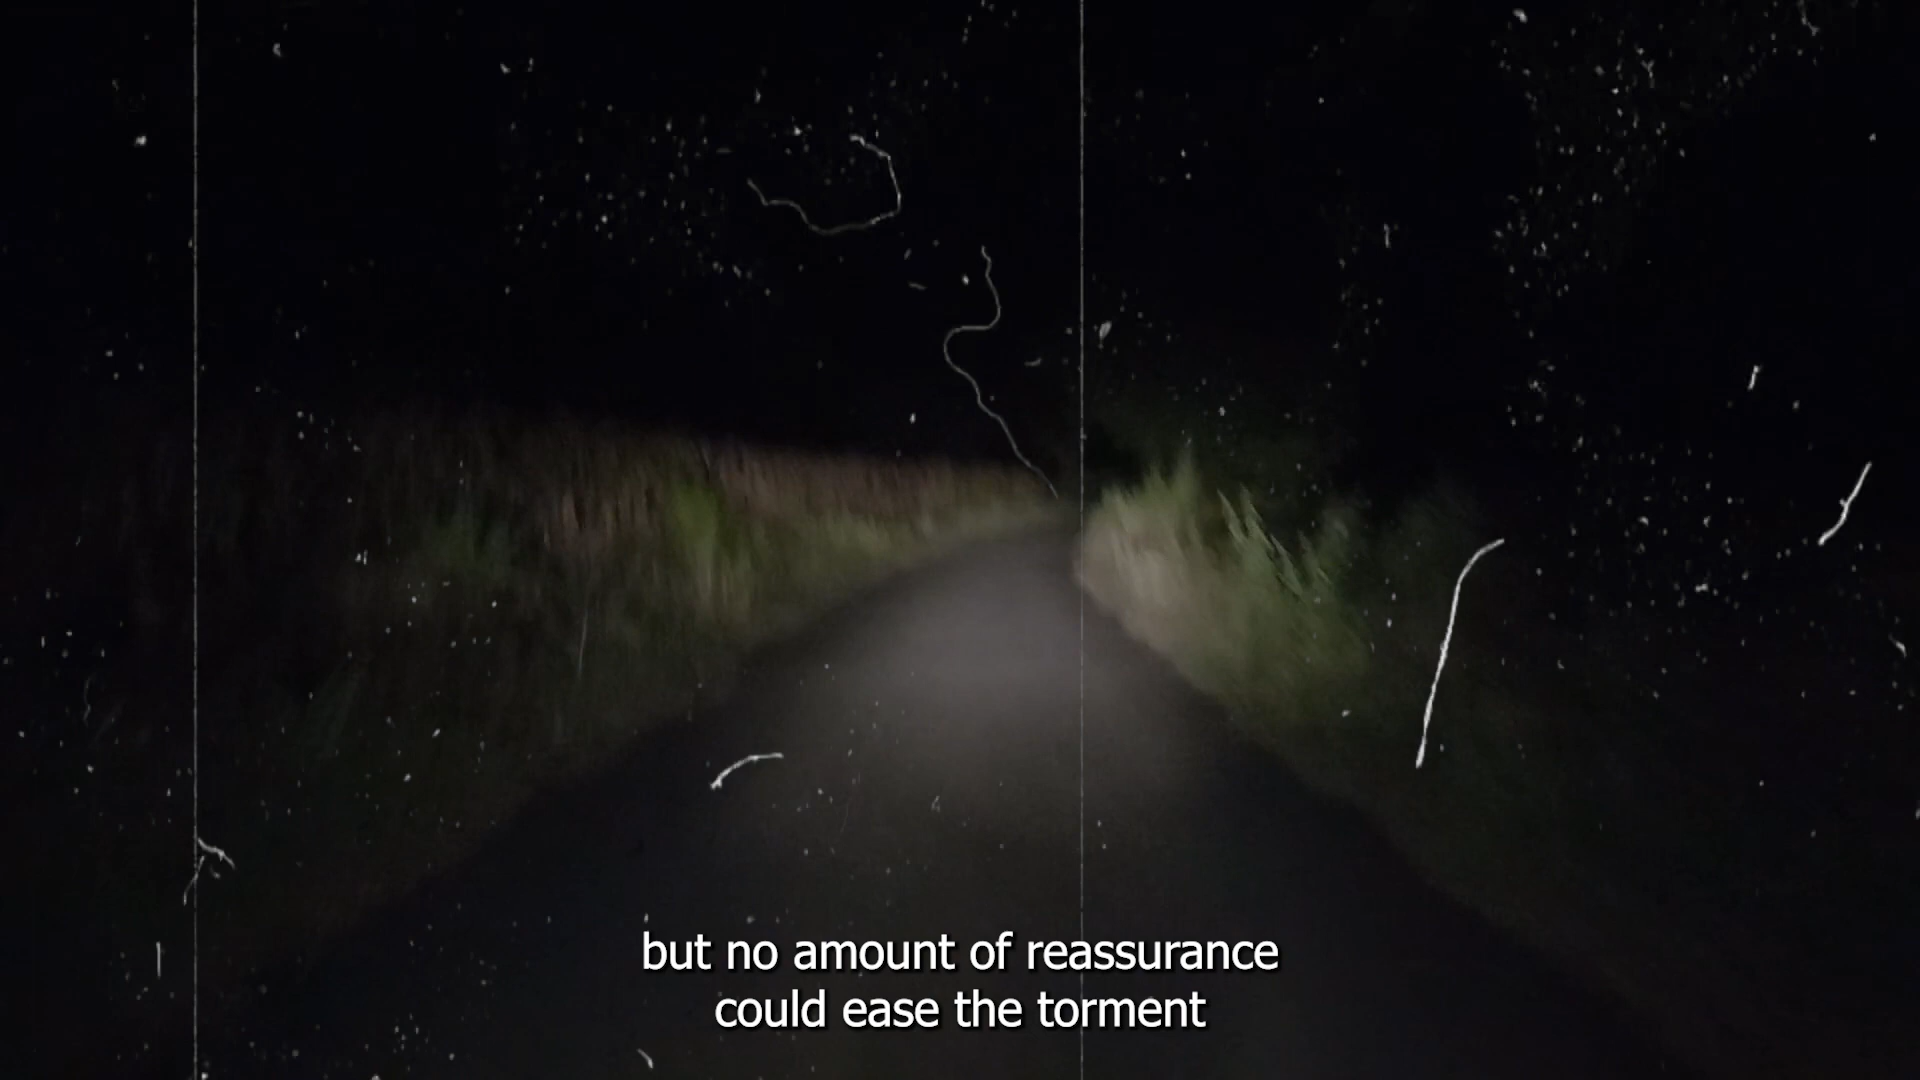 but no amount of reassurance
could ease the torment